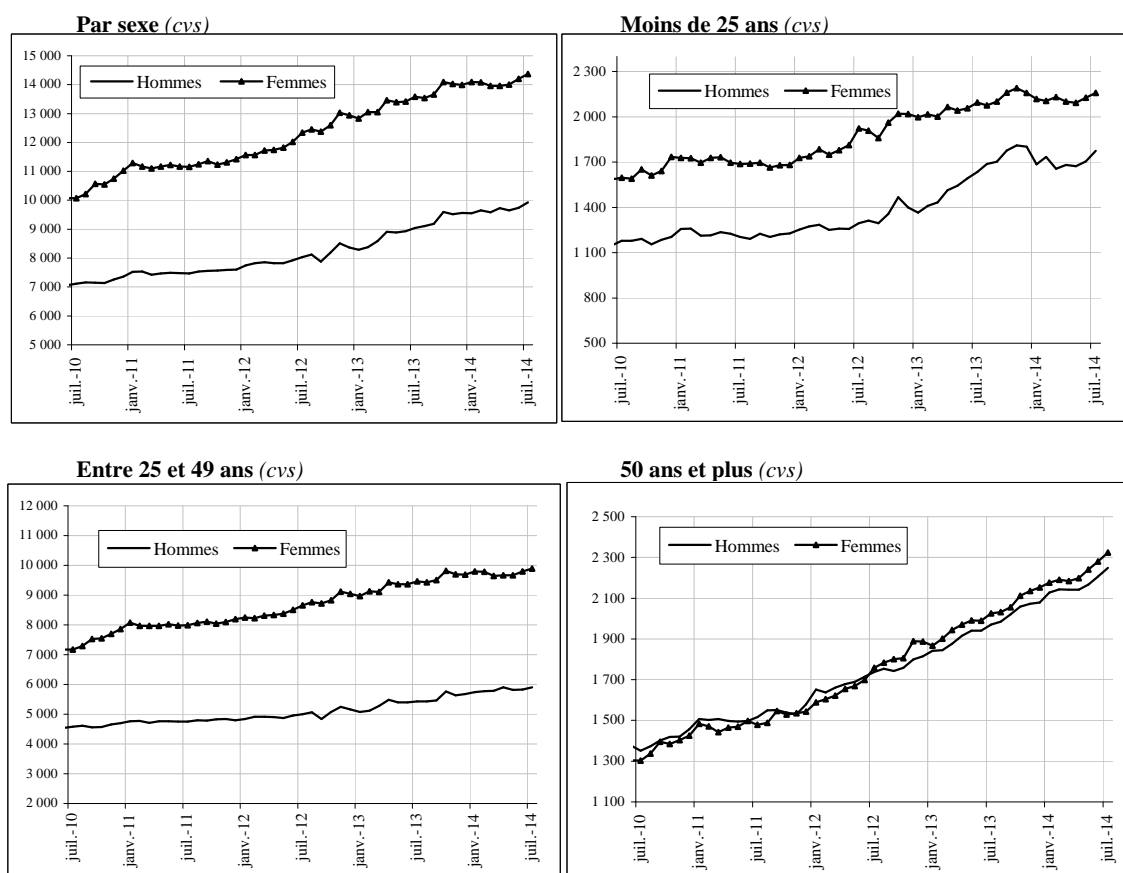 Par sexe (cvs)
15 000
14 000
13 000
12 000
11 000
10 000
9 000
8 000
7 000
6 000
5 000
Hommes Femmes
juil.-10
janv.-11
juil.-11
janv.-12
juil.-12
janv.-13
juil.-13
janv.-14
juil.-14
Moins de 25 ans (cvs)
2 300
2 000
1 700
1 400
1 100
800
500
Hommes Femmes
juil.-10
janv.-11
juil.-11
janv.-12
juil.-12
janv.-13
juil.-13
janv.-14
juil.-14
Entre 25 et 49 ans (cvs)
12 000
11 000
10 000
9 000
8 000
7 000
6 000
5 000
4 000
3 000
2 000
Hommes Femmes
juil.-10
janv.-11
juil.-11
janv.-12
juil.-12
janv.-13
juil.-13
janv.-14
juil.-14
50 ans et plus (cvs)
2 500
2 300
2 100
1 900
1 700
1 500
1 300
1 100
Hommes Femmes
juil.-10
janv.-11
juil.-11
janv.-12
juil.-12
janv.-13
juil.-13
janv.-14
juil.-14